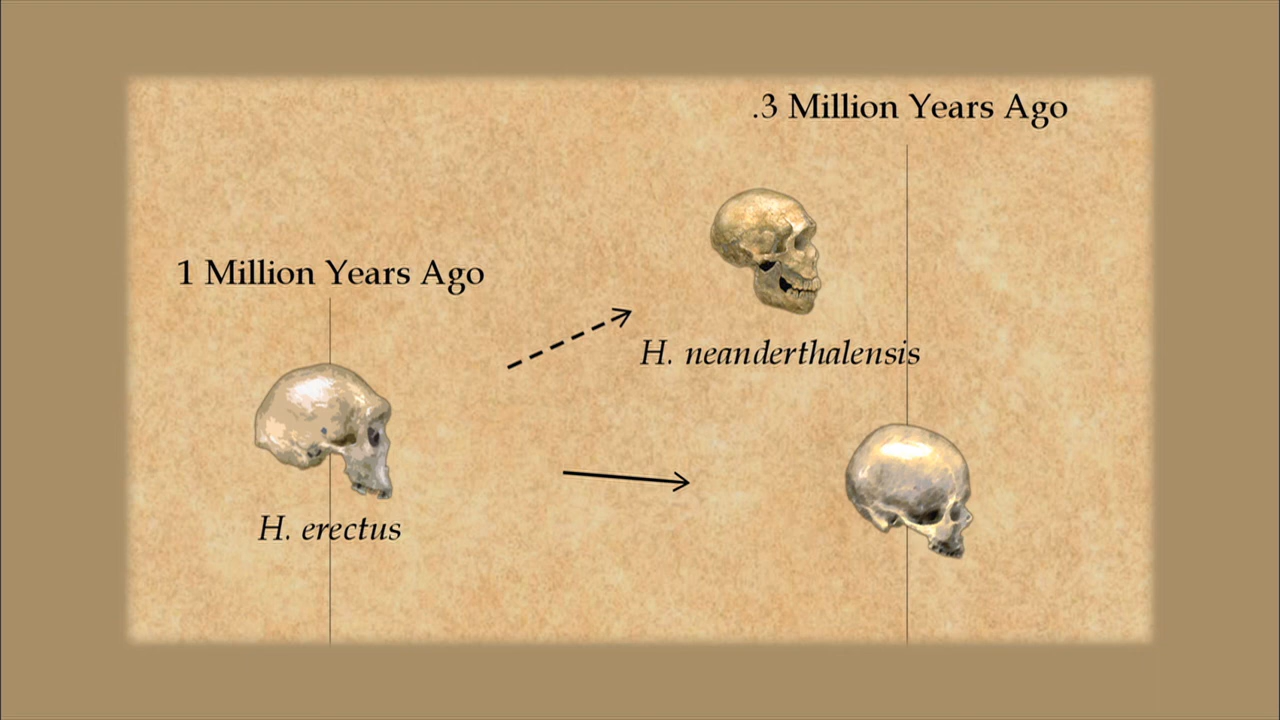 .3 Million Years Ago
1 Million Years Ago
H. neanderthalensis
H. erectus